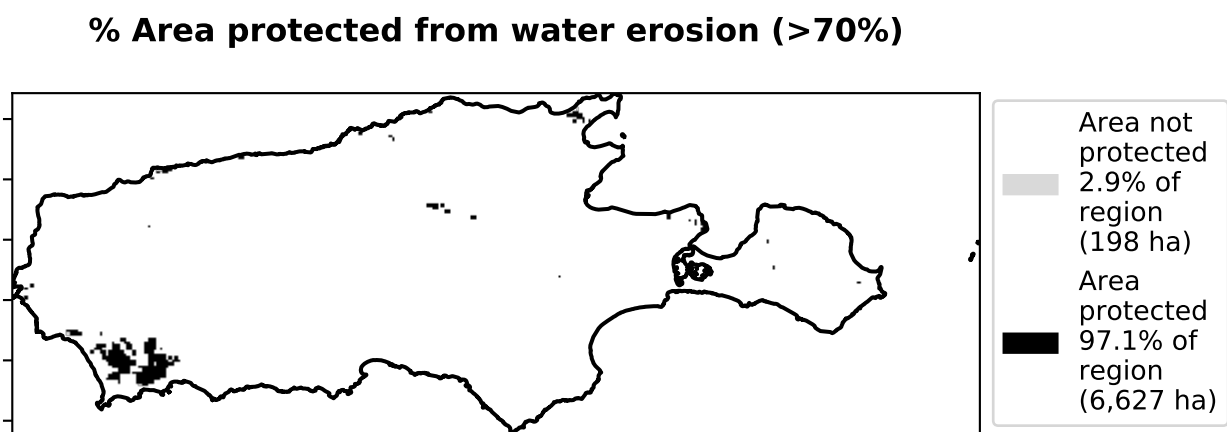 % Area protected from water erosion (>70%)
Area not
protected
2.9% of
region
(198 ha)
Area
protected
97.1% of
region
(6,627 ha)